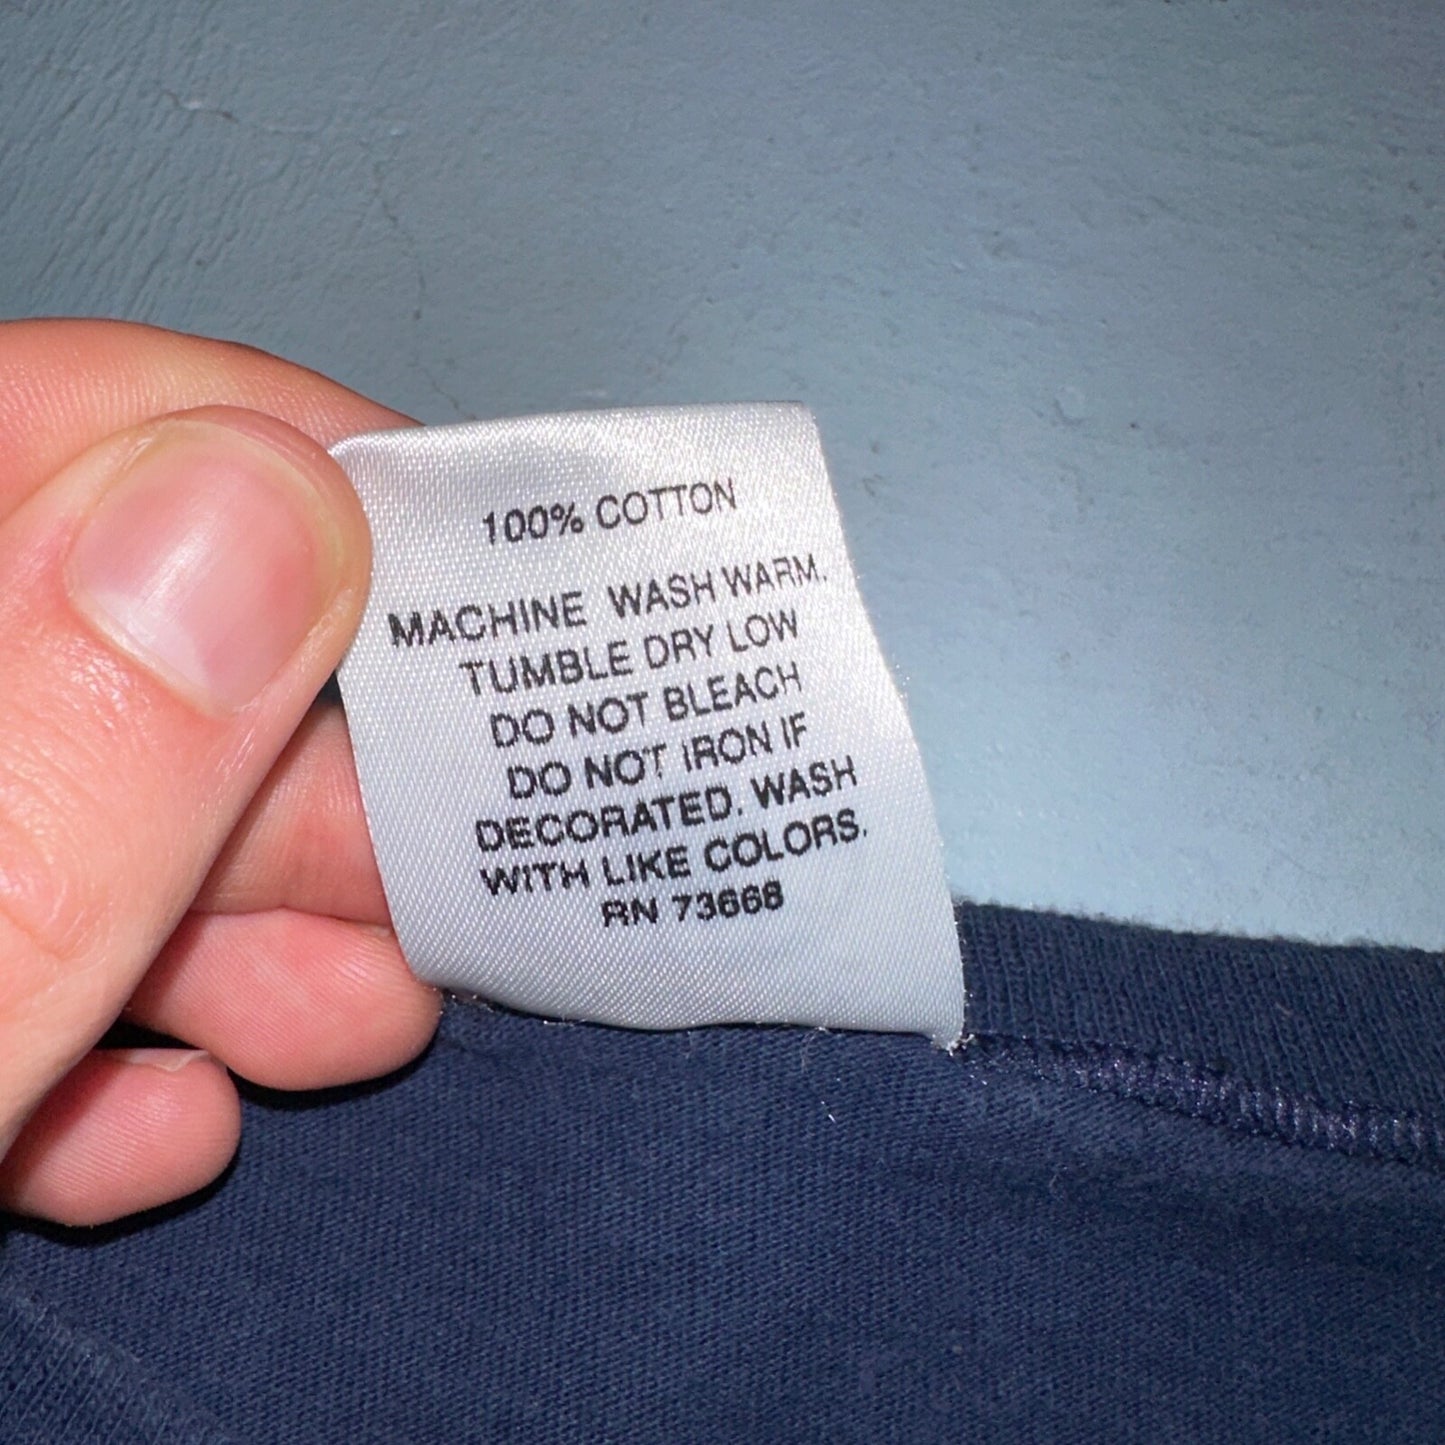 100% COTTON
MACHINE WASH WARM.
TUMBLE DRY LOW
DO NOT BLEACH
DO NOT IRON IF
DECORATED. WASH
WITH LIKE COLORS.
RN 73668